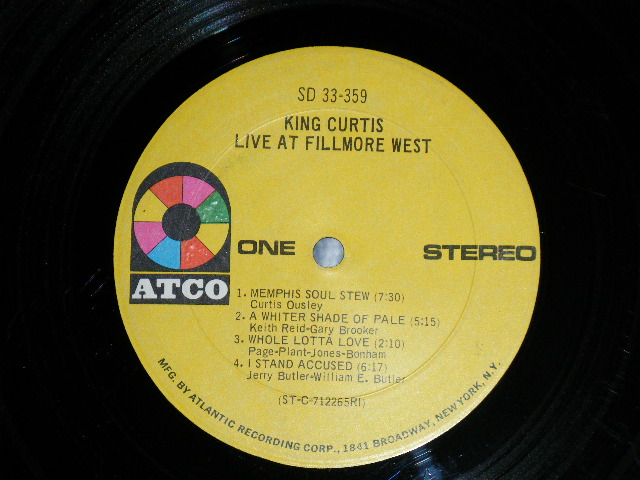 SD 33-359
KING CURTIS
LIVE AT FILLMORE WEST
ATCO
ONE
STEREO
1. MEMPHIS SOUL STEW (7:30)
Curtis Ousley
2. A WHITER SHADE OF PALE (5:15)
Keith Reid-Gary Brooker
3. WHOLE LOTTA LOVE (2:10)
Page-Plant-Jones-Bonham
4. I STAND ACCUSED (6:17)
Jerry Butler-William E. Butler
(ST-C-712265RI)
MFG. BY ATLANTIC RECORDING CORP., 1841 BROADWAY, NEW YORK, N.Y.